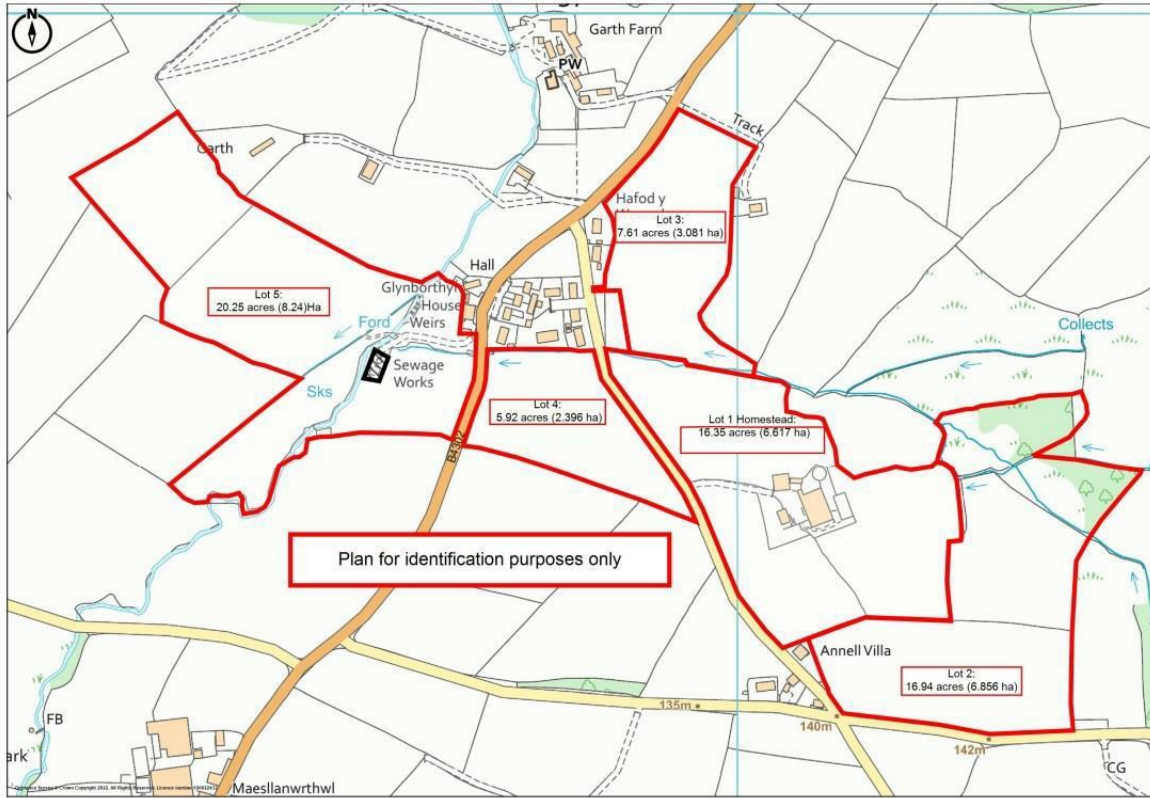 N
Garth Farm
PW
Track
Garth
Hafod y
Lot 3:
7.61 acres (3.081 ha)
Hall
Lot 5:
20.25 acres (8.24)Ha
Glynborthyn
House
Weirs
Ford
Collects
Sewage
Works
Sks
Lot 4:
5.92 acres (2.396 ha)
Lot 1 Homestead:
16.35 acres (6.617 ha)
B4302
Plan for identification purposes only
Annell Villa
Lot 2:
16.94 acres (6.856 ha)
135m
140m
142m
FB
ark
CG
Maesllanwrthwl